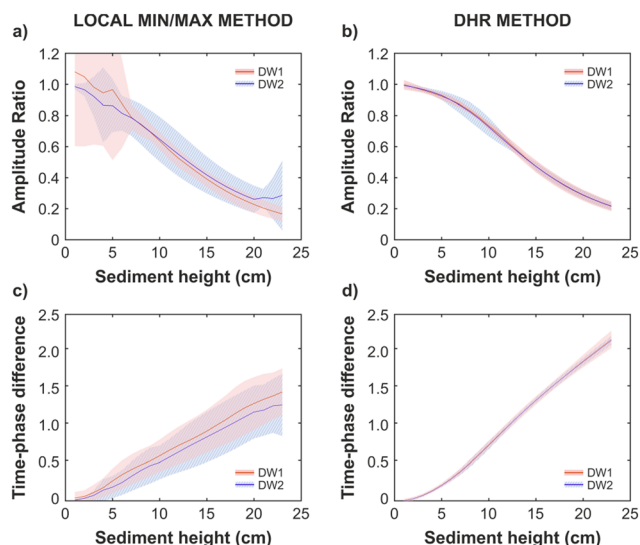 LOCAL MIN/MAX METHOD
DHR METHOD
a)
Amplitude Ratio
1.2
1.0
0.8
0.6
0.4
0.2
0
0 5 10 15 20 25
Sediment height (cm)
DW1
DW2
b)
Amplitude Ratio
1.2
1.0
0.8
0.6
0.4
0.2
0
0 5 10 15 20 25
Sediment height (cm)
DW1
DW2
c)
Time-phase difference
2.5
2.0
1.5
1.0
0.5
0.0
0 5 10 15 20 25
Sediment height (cm)
DW1
DW2
d)
Time-phase difference
2.5
2.0
1.5
1.0
0.5
0.0
0 5 10 15 20 25
Sediment height (cm)
DW1
DW2